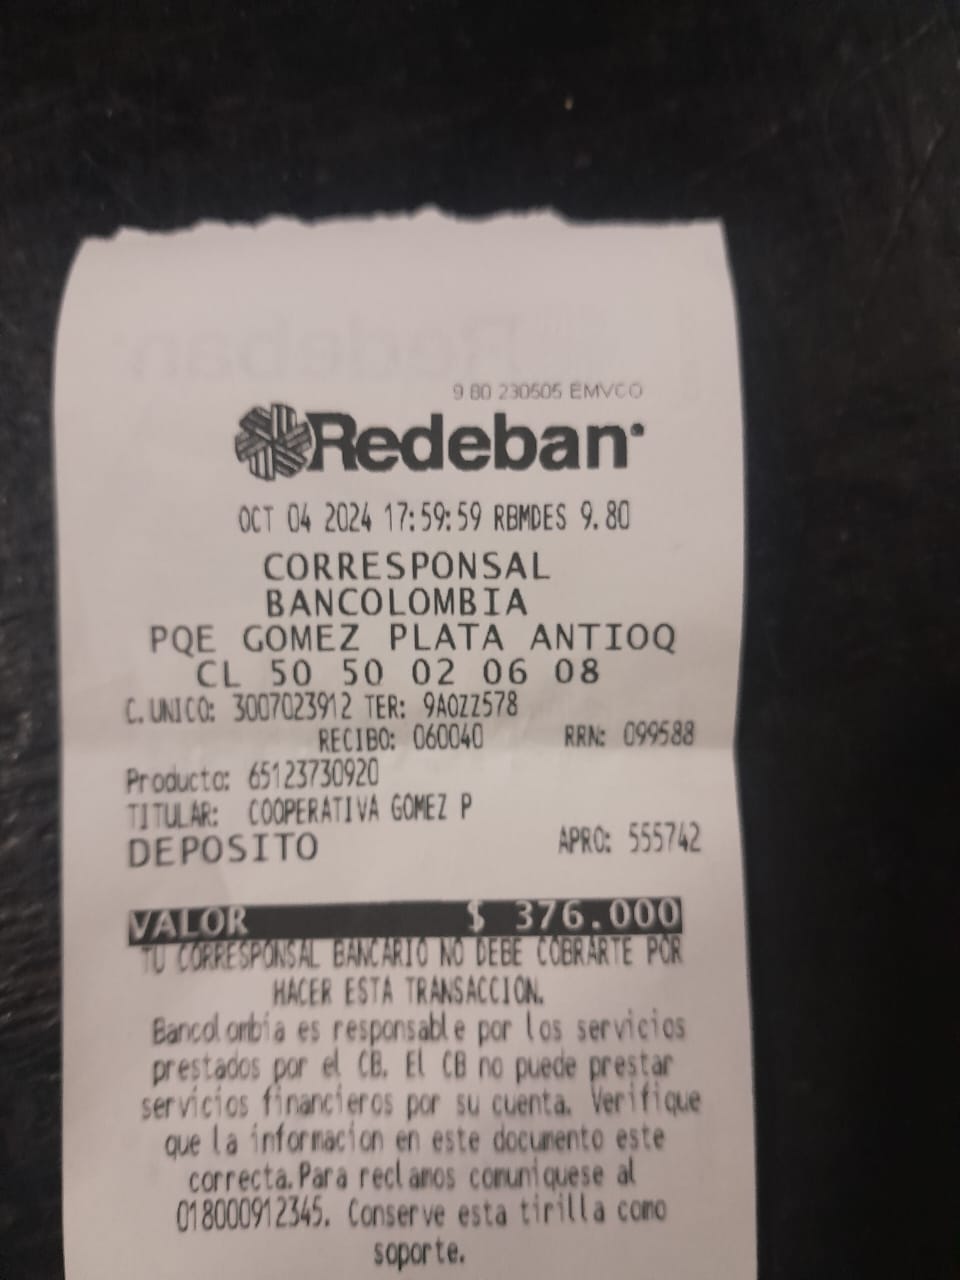 9 80 230505 EMVCO
Redeban
OCT 04 2024 17:59:59 RBMDES 9.80
CORRESPONSAL
BANCOLOMBIA
PQE GOMEZ PLATA ANTIOQ
CL 50 50 02 06 08
C. UNICO: 3007023912 TER: 9A0ZZ578
RECIBO: 060040 RRN: 099588
Producto: 65123730920
TITULAR: COOPERATIVA GOMEZ P
DEPOSITO APRO: 555742
VALOR $ 376.000
TU CORRESPONSAL BANCARIO NO DEBE COBRARTE POR
HACER ESTA TRANSACCION.
Bancolombia es responsable por los servicios
prestados por el CB. El CB no puede prestar
servicios financieros por su cuenta. Verifique
que la informacion en este documento este
correcta. Para reclamos comuniquese al
018000912345. Conserve esta tirilla como
soporte.